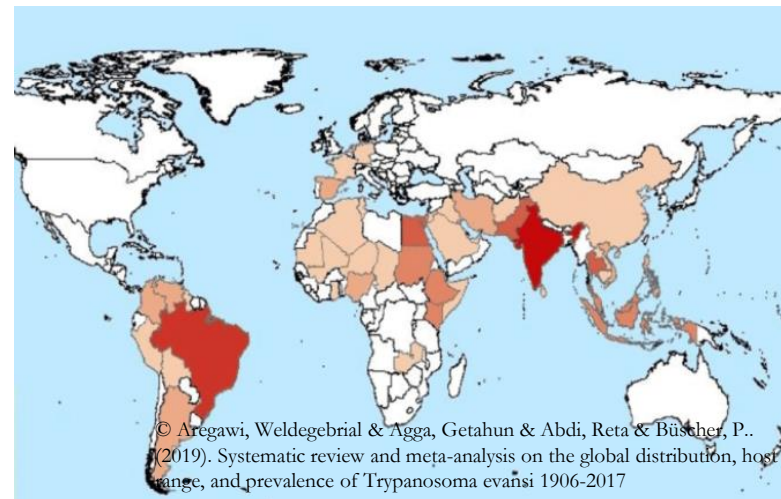 © Aregawi, Weldegebrial & Agga, Getahun & Abdi, Reta & Büscher, P..
(2019). Systematic review and meta-analysis on the global distribution, host
range, and prevalence of Trypanosoma evansi 1906-2017